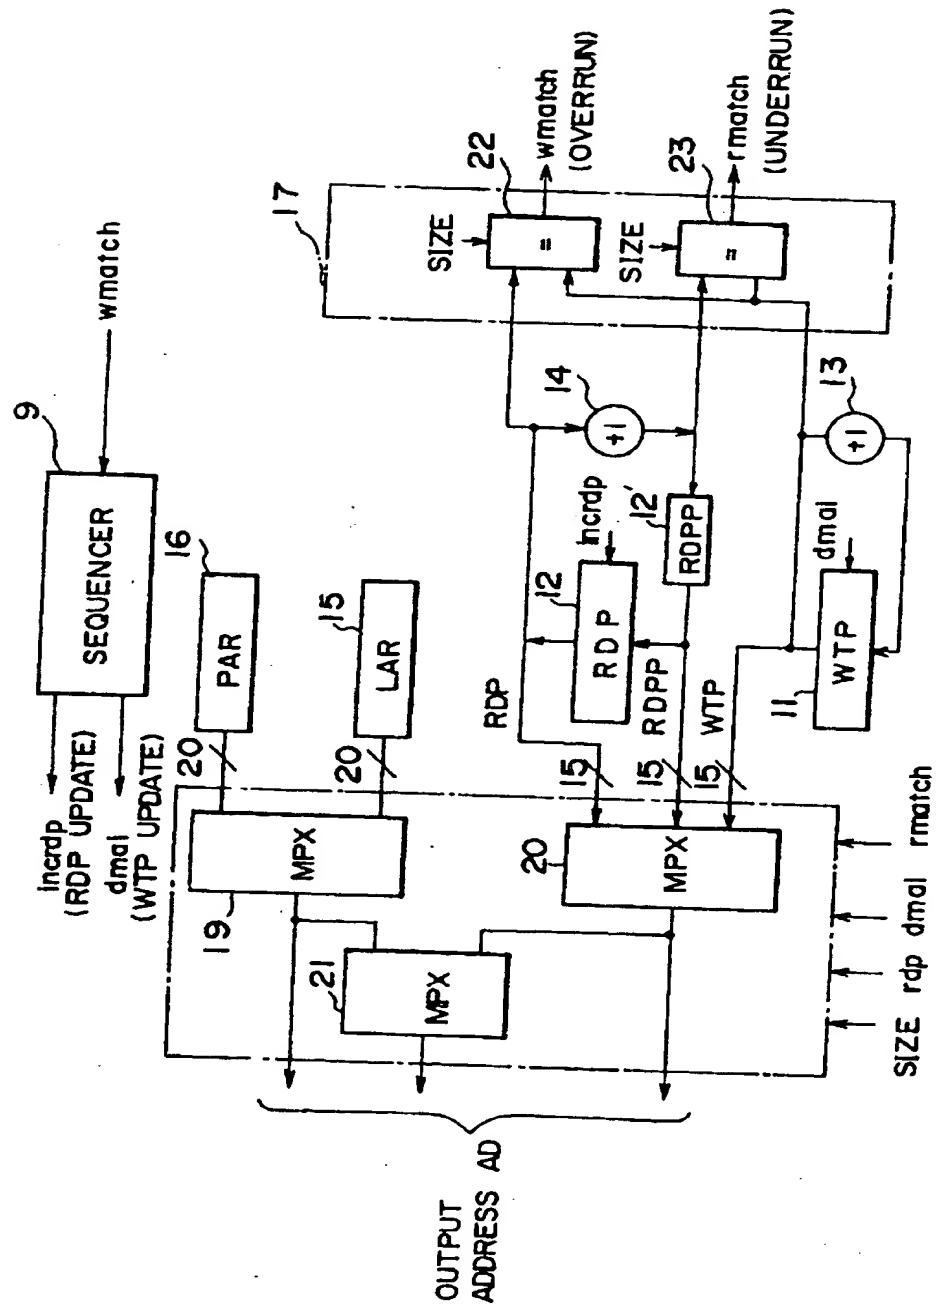 incrdp
(RDP UPDATE)
dmal
(WTP UPDATE)
9
SEQUENCER
wmatch
16
PAR
20
15
LAR
20
19
MPX
21
MPX
20
MPX
OUTPUT
ADDRESS AD
SIZE
rdp
dmal
rmatch
RDP
15
12
RDP
incrdp
RDPP
15
12'
RDPP
WTP
15
11
WTP
dmal
14
+1
13
+1
17
SIZE
22
=
wmatch
(OVERRUN)
SIZE
23
=
rmatch
(UNDERRUN)